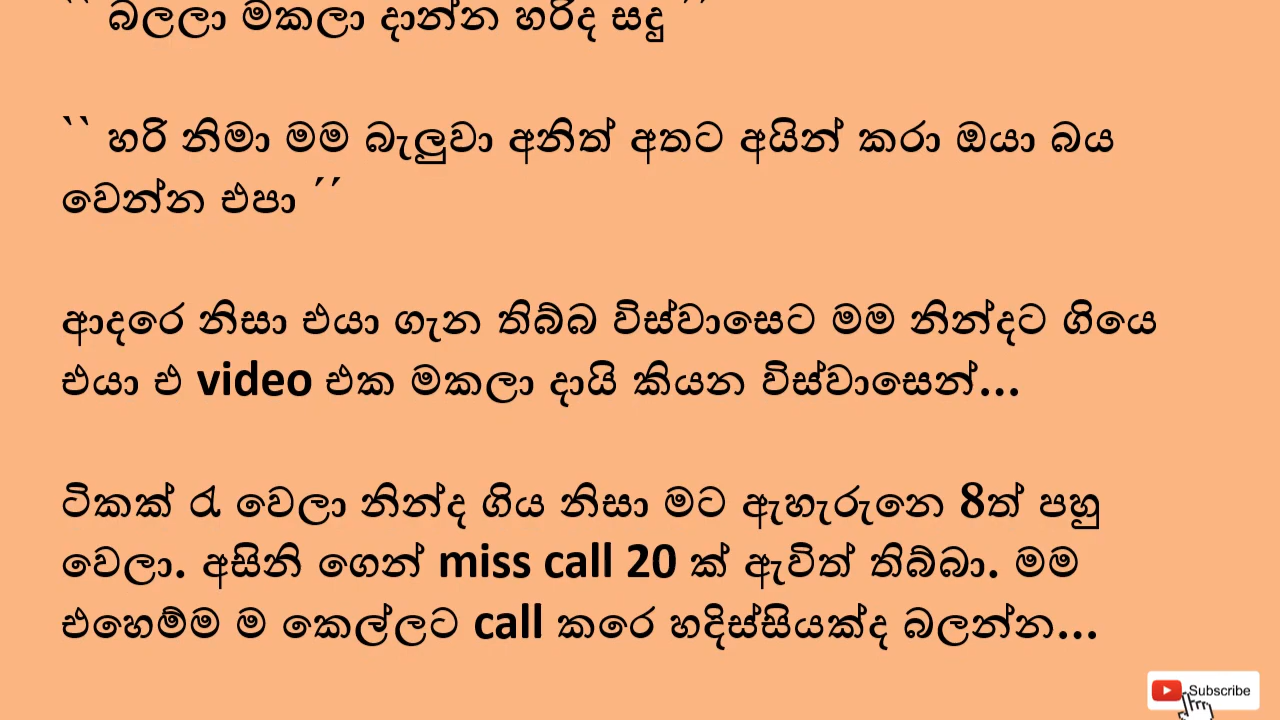 `` බලලා මකලා දාන්න හරිද සදු ´´
`` හරි නිමා මම බැලුවා අනිත් අතට අයින් කරා ඔයා බය
වෙන්න එපා ´´
ආදරෙ නිසා එයා ගැන තිබ්බ විස්වාසෙට මම නින්දට ගියෙ
එයා එ video එක මකලා දායි කියන විස්වාසෙන්...
ටිකක් රෑ වෙලා නින්ද ගිය නිසා මට ඇහැරුනෙ 8ත් පහු
වෙලා. අසිනි ගෙන් miss call 20 ක් ඇවිත් තිබ්බා. මම
එහෙම්ම ම කෙල්ලට call කරෙ හදිස්සියක්ද බලන්න...
Subscribe